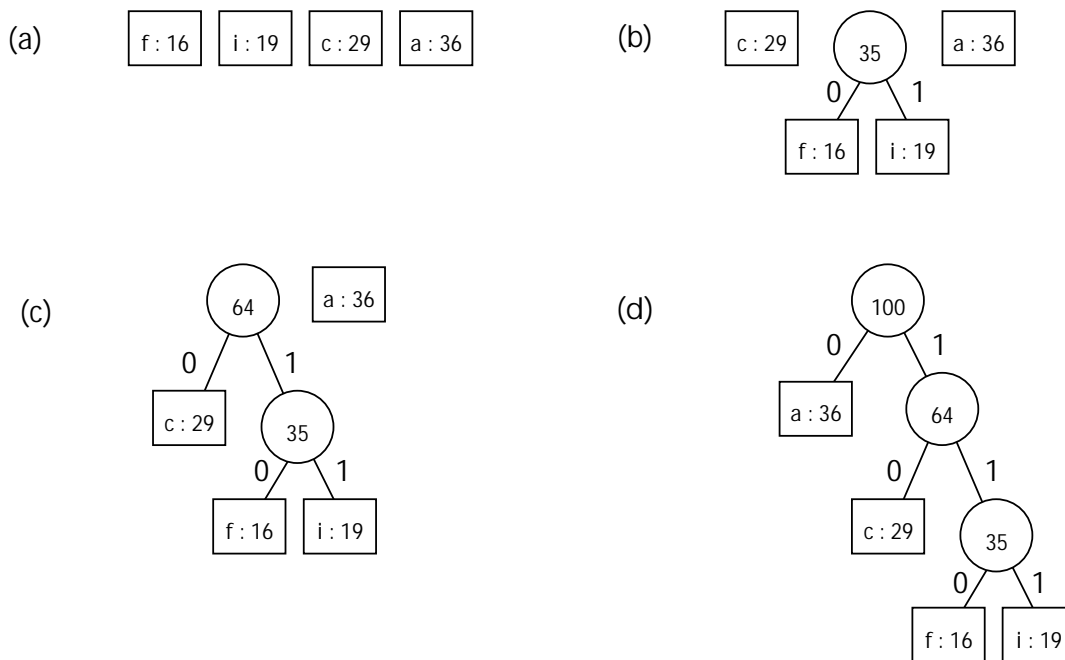 (a) f : 16 i : 19 c : 29 a : 36
(b) c : 29 35 a : 36
0 1
f : 16 i : 19
(c) 64 a : 36
0 1
c : 29 35
0 1
f : 16 i : 19
(d) 100
0 1
a : 36 64
0 1
c : 29 35
0 1
f : 16 i : 19